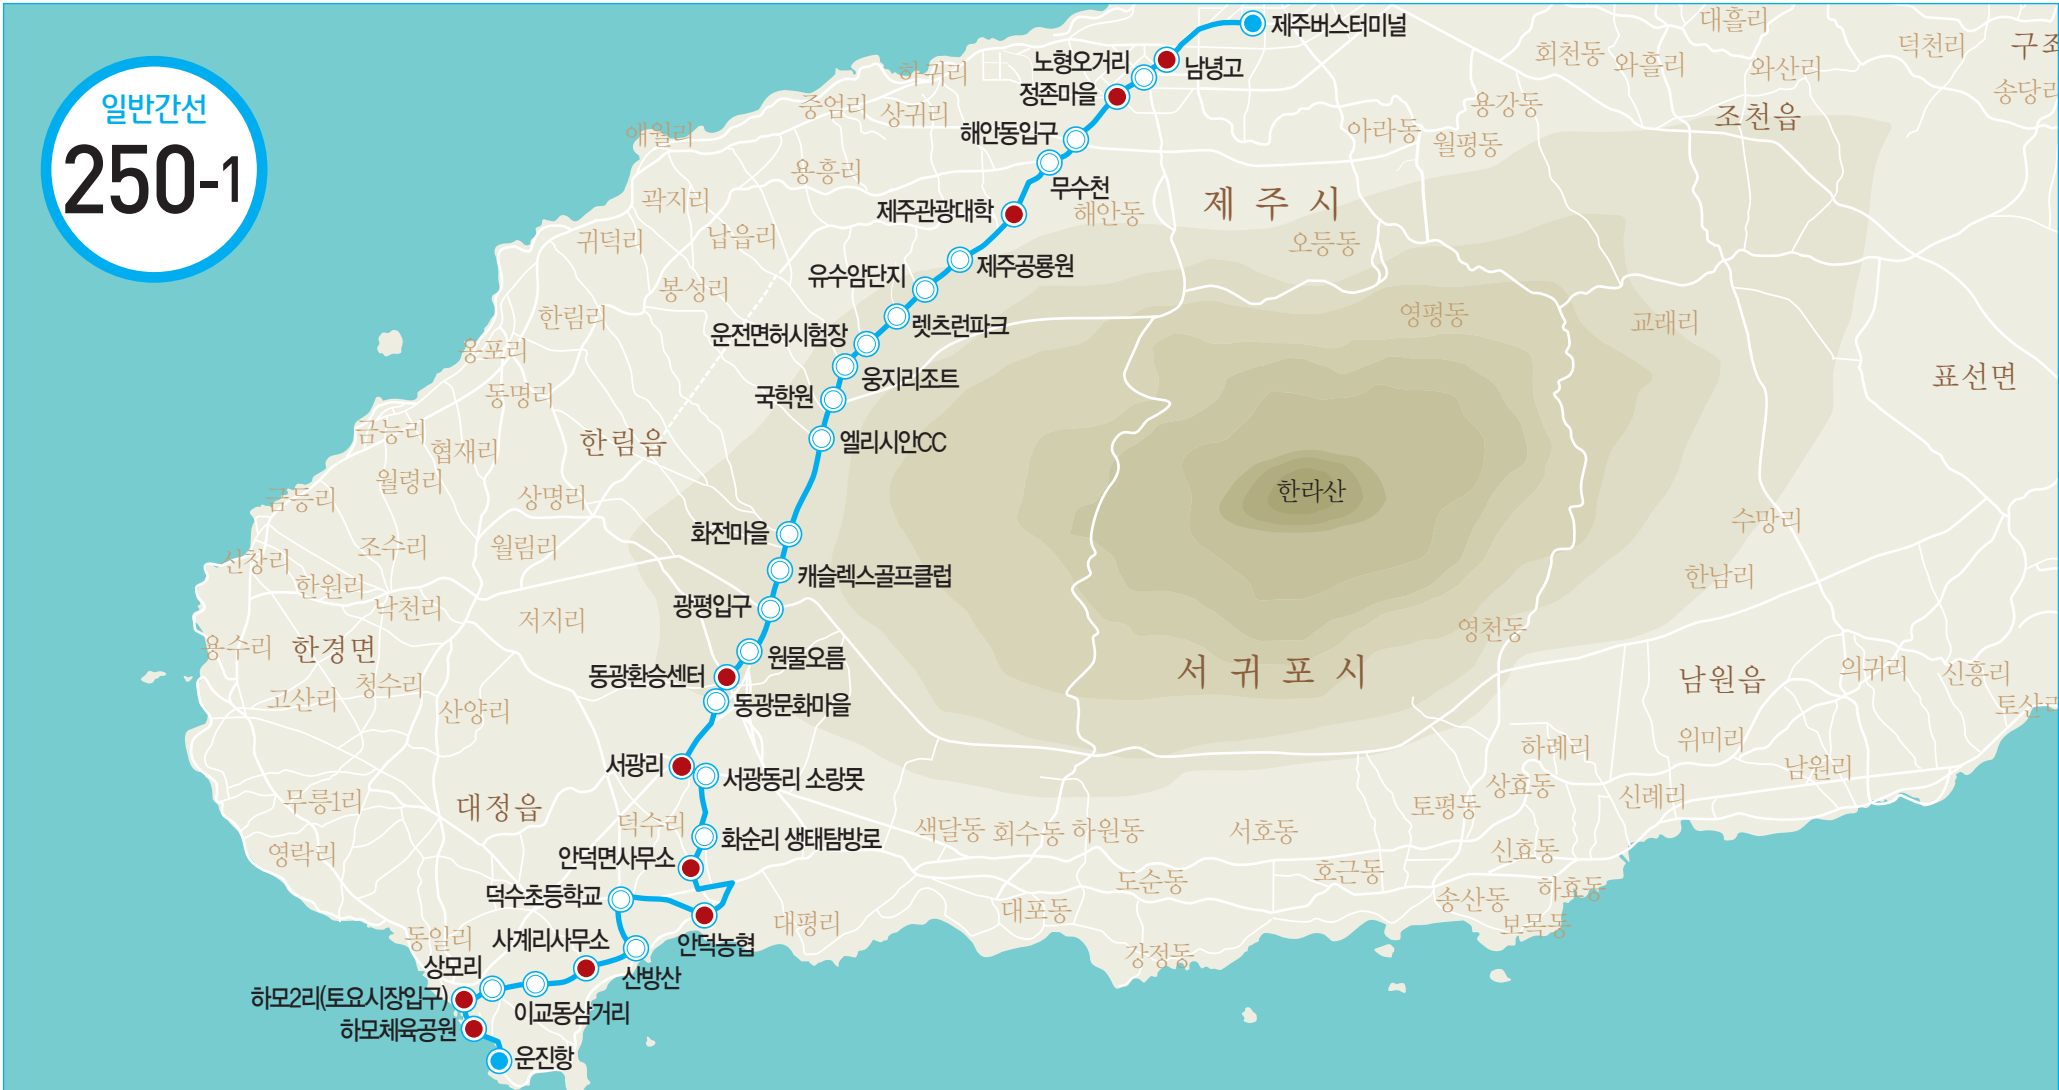 일반간선
250-1
제주버스터미널
남녕고
노형오거리
정존마을
해안동입구
무수천
제주관광대학
제주공룡원
유수암단지
렛츠런파크
운전면허시험장
웅지리조트
국학원
엘리시안CC
화전마을
캐슬렉스골프클럽
광평입구
원물오름
동광환승센터
동광문화마을
서광리
서광동리 소랑못
화순리 생태탐방로
안덕면사무소
안덕농협
덕수초등학교
산방산
사계리사무소
이교동삼거리
상모리
하모2리(토요시장입구)
하모체육공원
운진항
대흘리
회천동
와흘리
와산리
덕천리
송당리
조천읍
용강동
아라동
월평동
하귀리
중엄리
상귀리
애월리
용흥리
곽지리
귀덕리
납읍리
봉성리
해안동
제주시
오등동
영평동
교래리
표선면
한림리
옹포리
동명리
금능리
협재리
한림읍
월령리
금등리
상명리
한라산
수망리
한남리
신창리
조수리
월림리
한원리
낙천리
저지리
용수리
한경면
고산리
청수리
산양리
영천동
서귀포시
남원읍
의귀리
신흥리
토산리
하례리
위미리
남원리
무릉1리
대정읍
덕수리
영락리
동일리
색달동
회수동
하원동
서호동
토평동
상효동
신례리
신효동
호근동
하효동
송산동
보목동
도순동
대포동
대평리
강정동